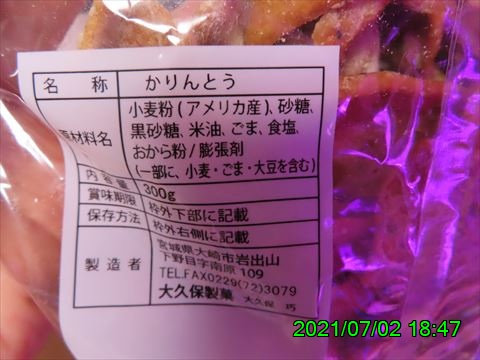 名称 かりんとう
原材料名 小麦粉(アメリカ産)、砂糖、
黒砂糖、米油、ごま、食塩、
おから粉/膨張剤
(一部に、小麦・ごま・大豆を含む)
内容量 300g
賞味期限 枠外下部に記載
保存方法 枠外右側に記載
製造者 宮城県大崎市岩出山
下野目字南原109
TEL.FAX0229(72)3079
大久保製菓 大久保 巧
2021/07/02 18:47